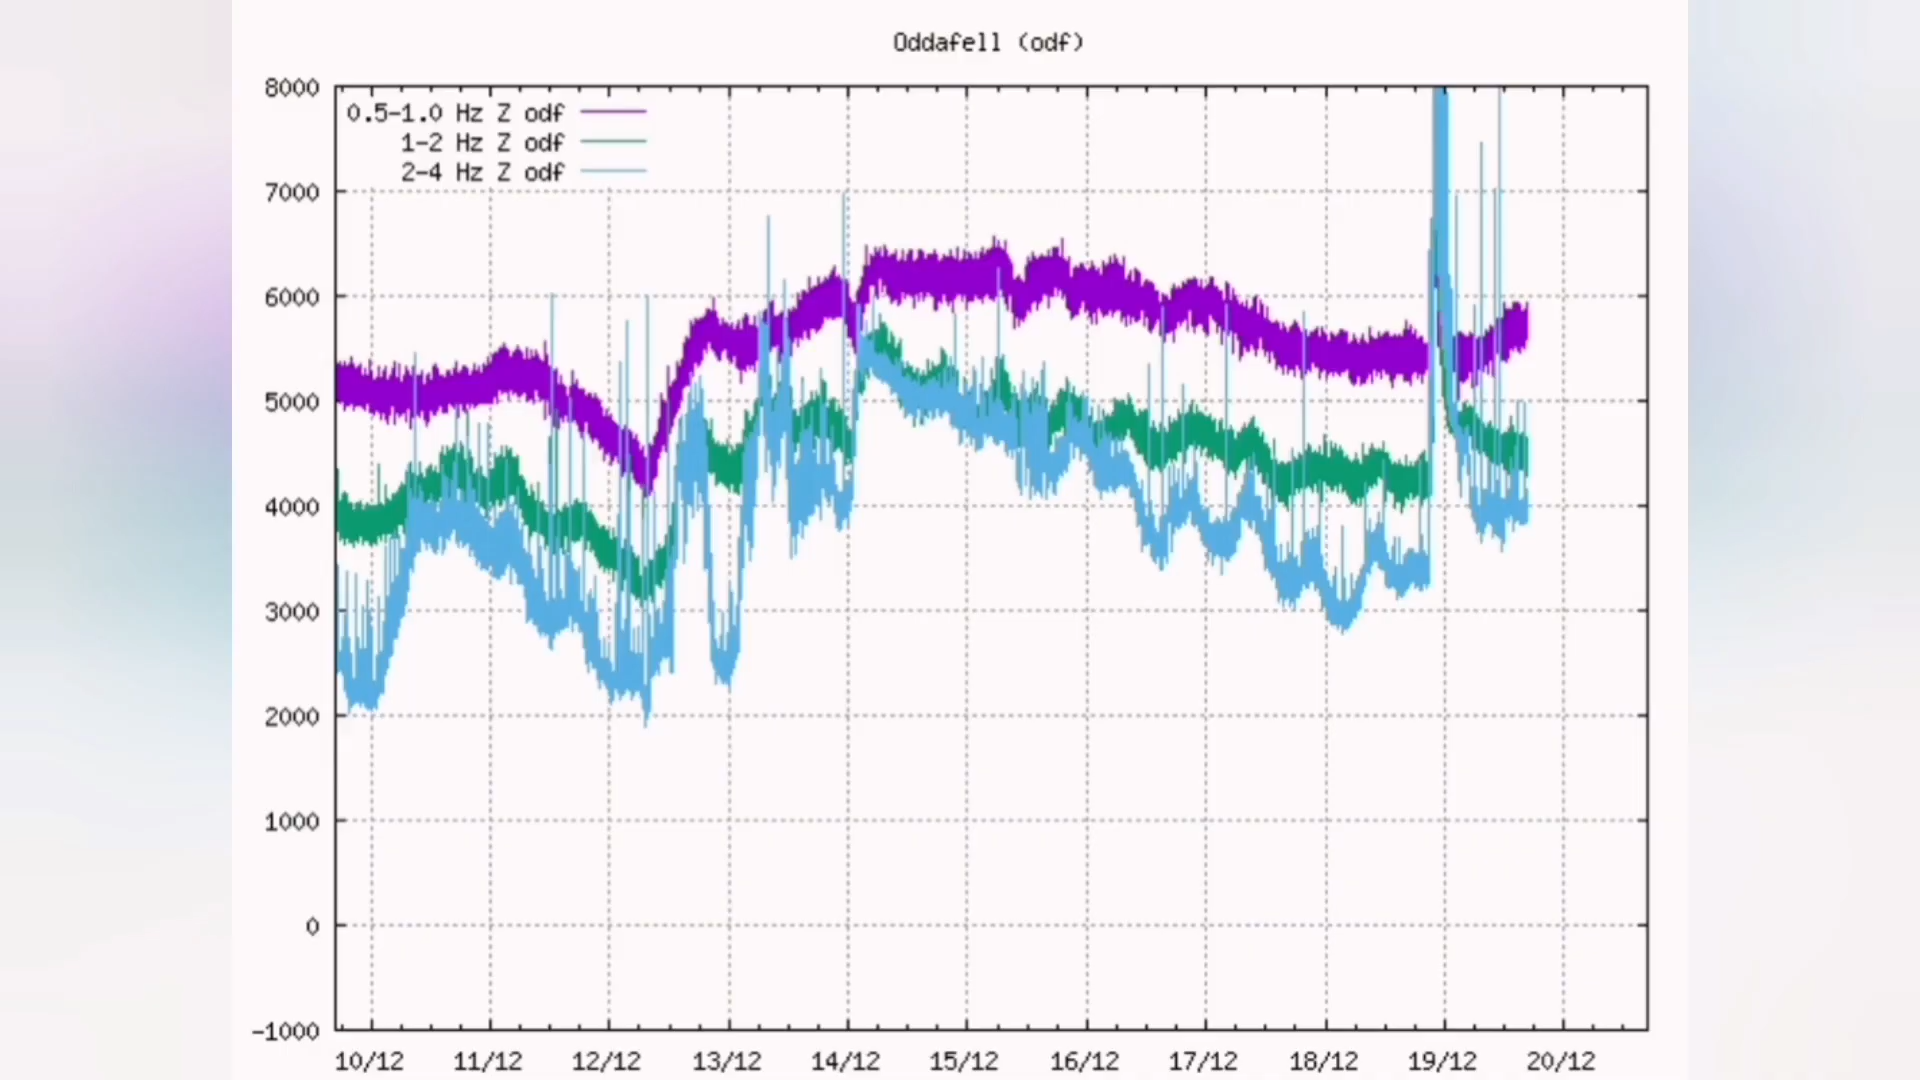 Oddafell (odf)
8000
0.5-1.0 Hz Z odf
1-2 Hz Z odf
2-4 Hz Z odf
7000
6000
5000
4000
3000
2000
1000
0
-1000
10/12 11/12 12/12 13/12 14/12 15/12 16/12 17/12 18/12 19/12 20/12